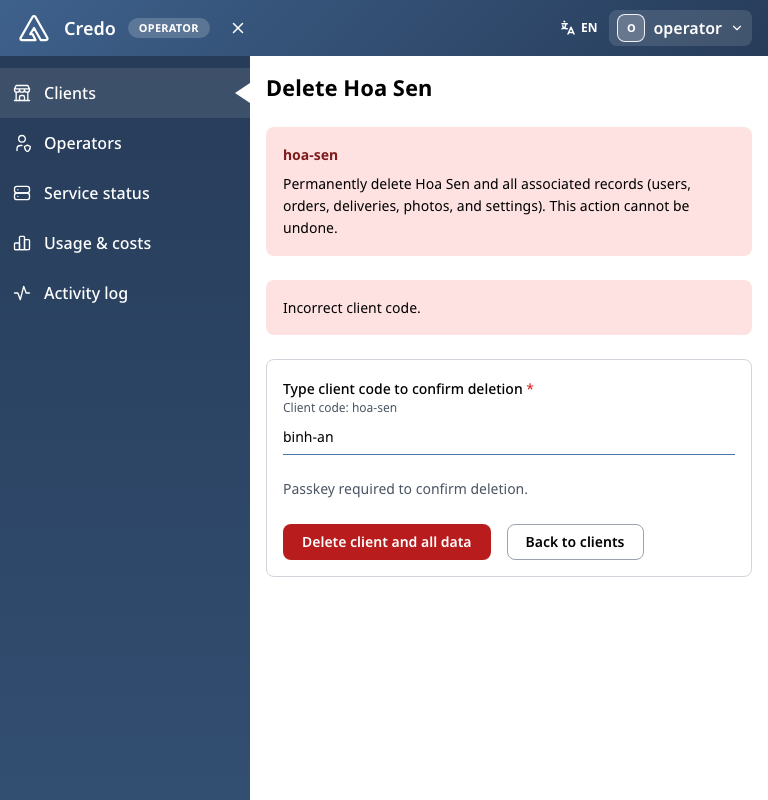 Credo
OPERATOR
EN
O
operator
Clients
Operators
Service status
Usage & costs
Activity log
Delete Hoa Sen
hoa-sen
Permanently delete Hoa Sen and all associated records (users,
orders, deliveries, photos, and settings). This action cannot be
undone.
Incorrect client code.
Type client code to confirm deletion *
Client code: hoa-sen
binh-an
Passkey required to confirm deletion.
Delete client and all data
Back to clients